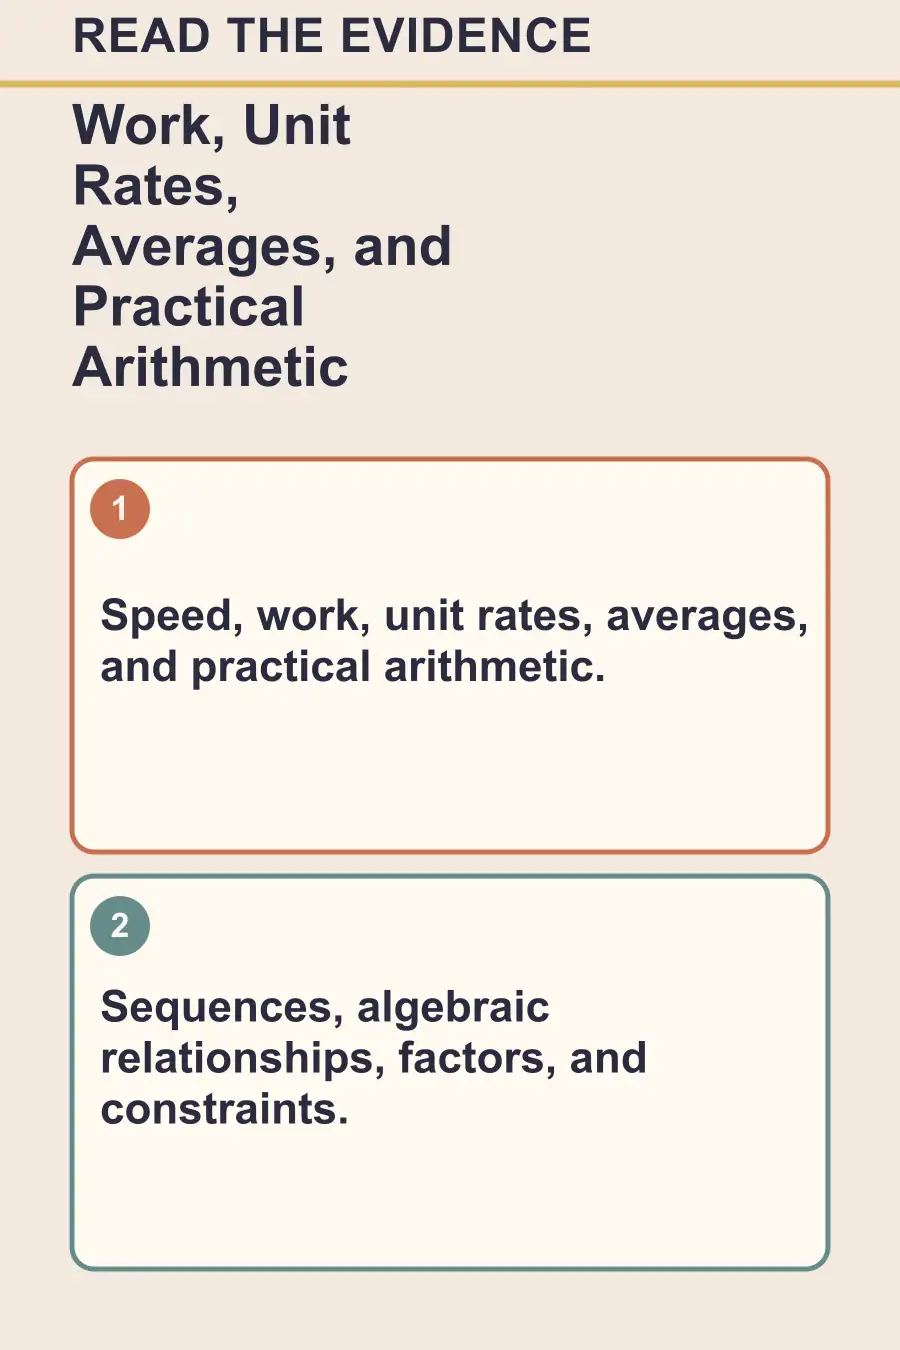 READ THE EVIDENCE
Work, Unit
Rates,
Averages, and
Practical
Arithmetic
1
Speed, work, unit rates, averages,
and practical arithmetic.
2
Sequences, algebraic
relationships, factors, and
constraints.